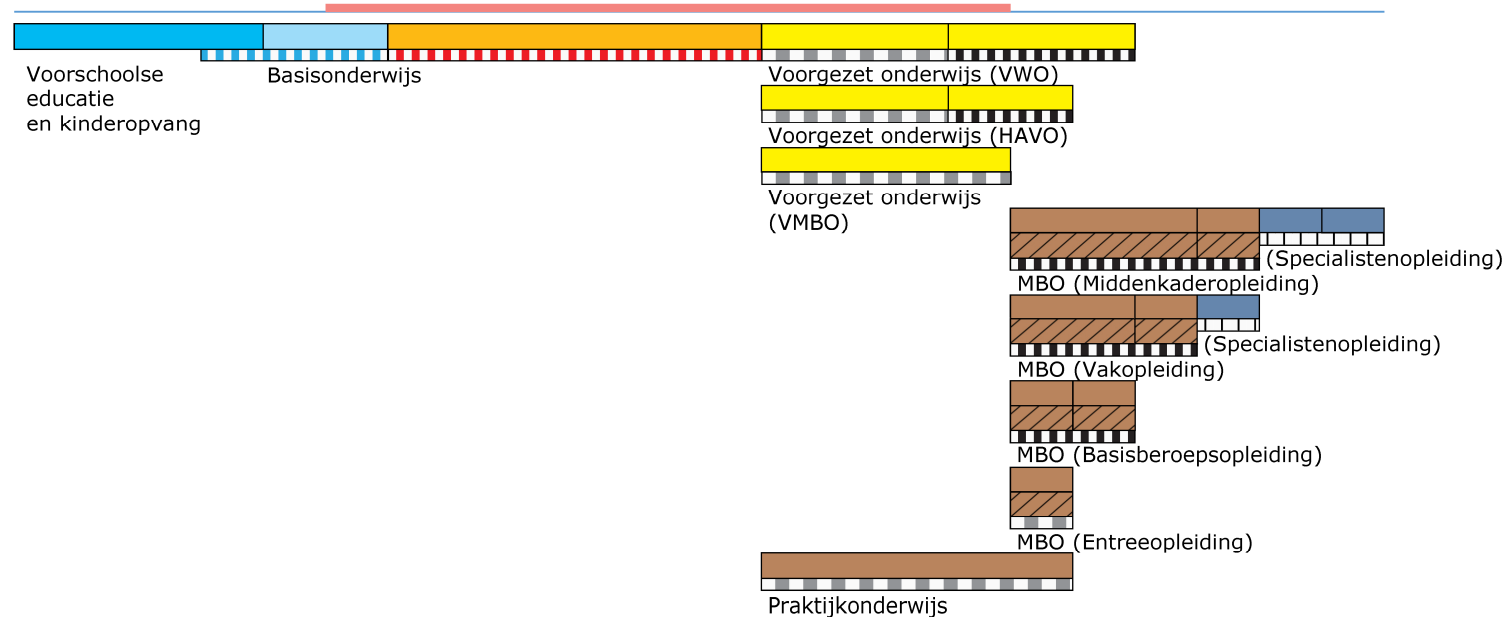 Voorschoolse
educatie
en kinderopvang
Basisonderwijs
Voorgezet onderwijs (VWO)
Voorgezet onderwijs (HAVO)
Voorgezet onderwijs
(VMBO)
(Specialistenopleiding)
MBO (Middenkaderopleiding)
(Specialistenopleiding)
MBO (Vakopleiding)
MBO (Basisberoepsopleiding)
MBO (Entreeopleiding)
Praktijkonderwijs